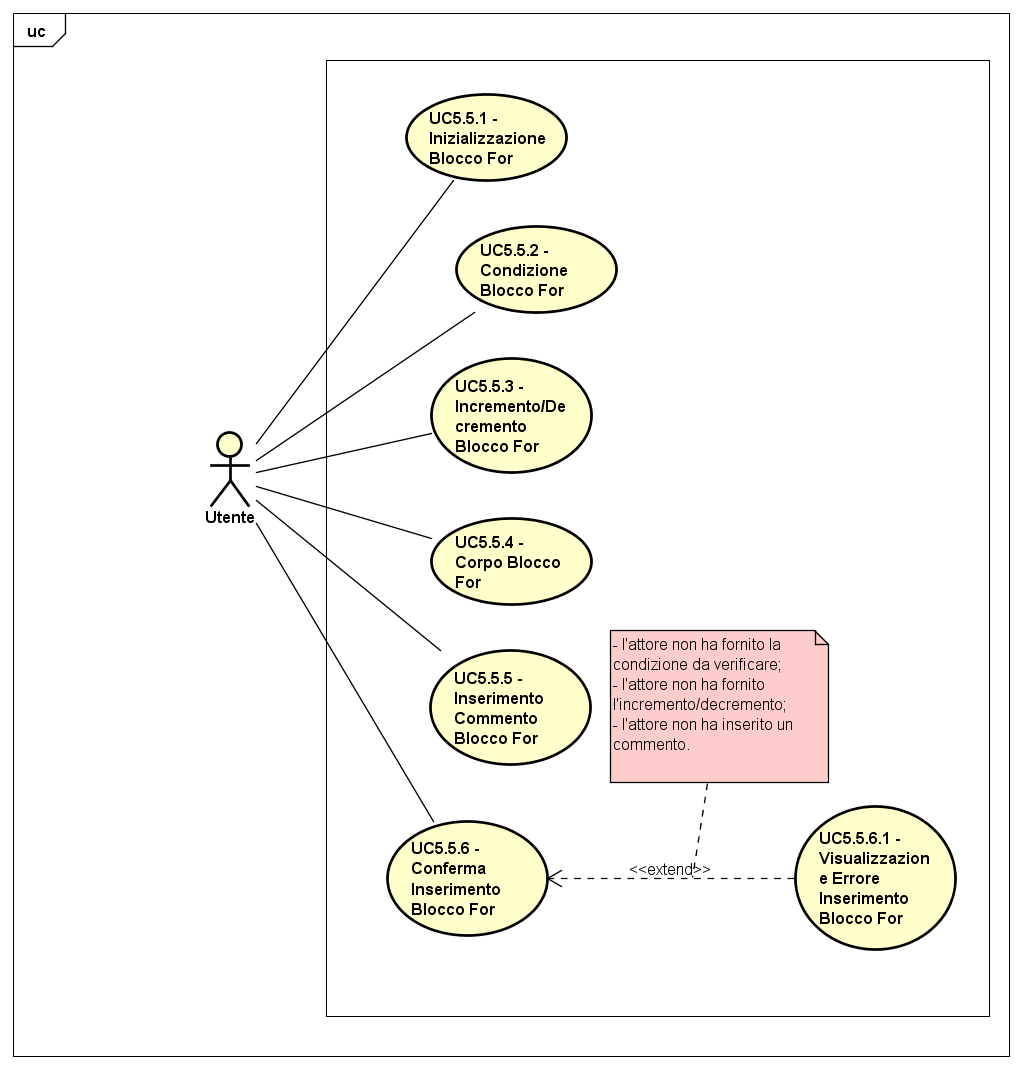 uc
UC5.5.1 -
Inizializzazione
Blocco For
UC5.5.2 -
Condizione
Blocco For
UC5.5.3 -
Incremento/De
cremento
Blocco For
Utente
UC5.5.4 -
Corpo Blocco
For
- l'attore non ha fornito la
condizione da verificare;
- l'attore non ha fornito
l'incremento/decremento;
- l'attore non ha inserito un
commento.
UC5.5.5 -
Inserimento
Commento
Blocco For
UC5.5.6 -
Conferma
Inserimento
Blocco For
<<extend>>
UC5.5.6.1 -
Visualizzazion
e Errore
Inserimento
Blocco For